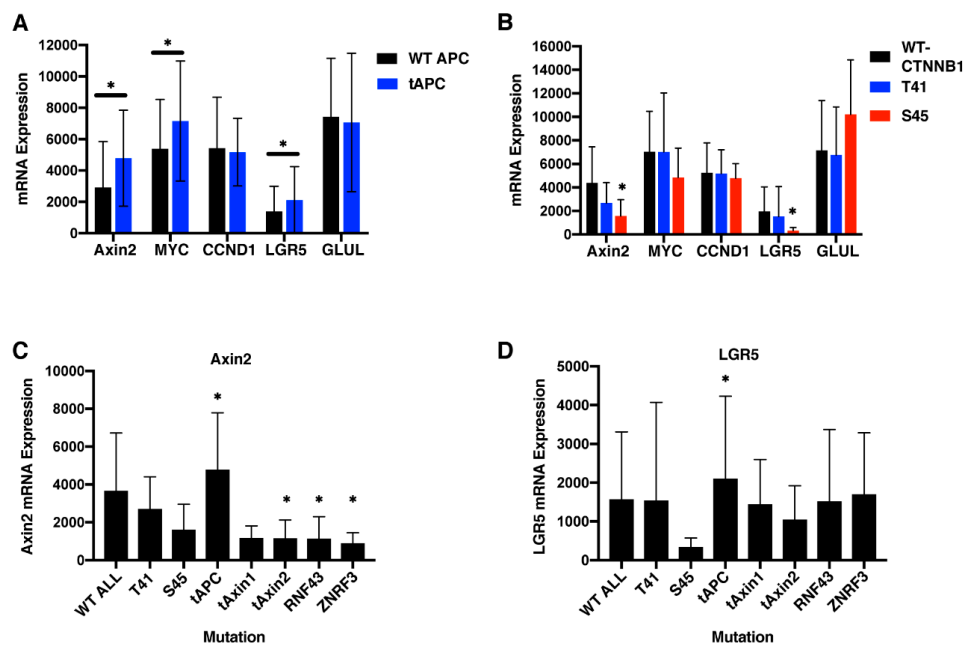 A
mRNA Expression
12000
10000
8000
6000
4000
2000
0
*
*
*
Axin2 MYC CCND1 LGR5 GLUL
WT APC
tAPC
B
mRNA Expression
16000
14000
12000
10000
8000
6000
4000
2000
0
*
*
Axin2 MYC CCND1 LGR5 GLUL
WT-
CTNNB1
T41
S45
C
Axin2
Axin2 mRNA Expression
10000
8000
6000
4000
2000
0
*
* * *
WT ALL T41 S45 tAPC tAxin1 tAxin2 RNF43 ZNRF3
Mutation
D
LGR5
LGR5 mRNA Expression
5000
4000
3000
2000
1000
0
*
WT ALL T41 S45 tAPC tAxin1 tAxin2 RNF43 ZNRF3
Mutation